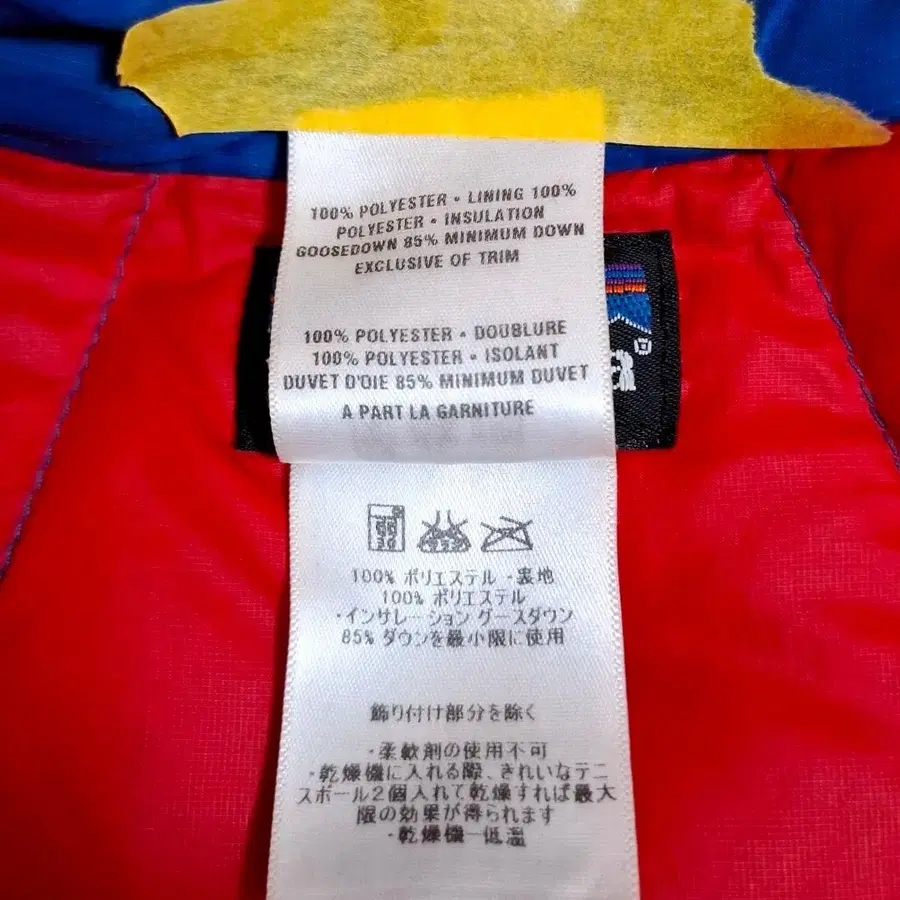 100% POLYESTER • LINING 100%
POLYESTER • INSULATION
GOOSEDOWN 85% MINIMUM DOWN
EXCLUSIVE OF TRIM
100% POLYESTER • DOUBLURE
100% POLYESTER • ISOLANT
DUVET D'OIE 85% MINIMUM DUVET
A PART LA GARNITURE
a®
100% ポリエステル ・裏地
100% ポリエステル
・インサレーション グースダウン
85% ダウンを最小限に使用
飾り付け部分を除く
・柔軟剤の使用不可
・乾燥機に入れる際、きれいなテニ
スボール2個入れて乾燥すれば最大
限の効果が得られます
・乾燥機ー低温